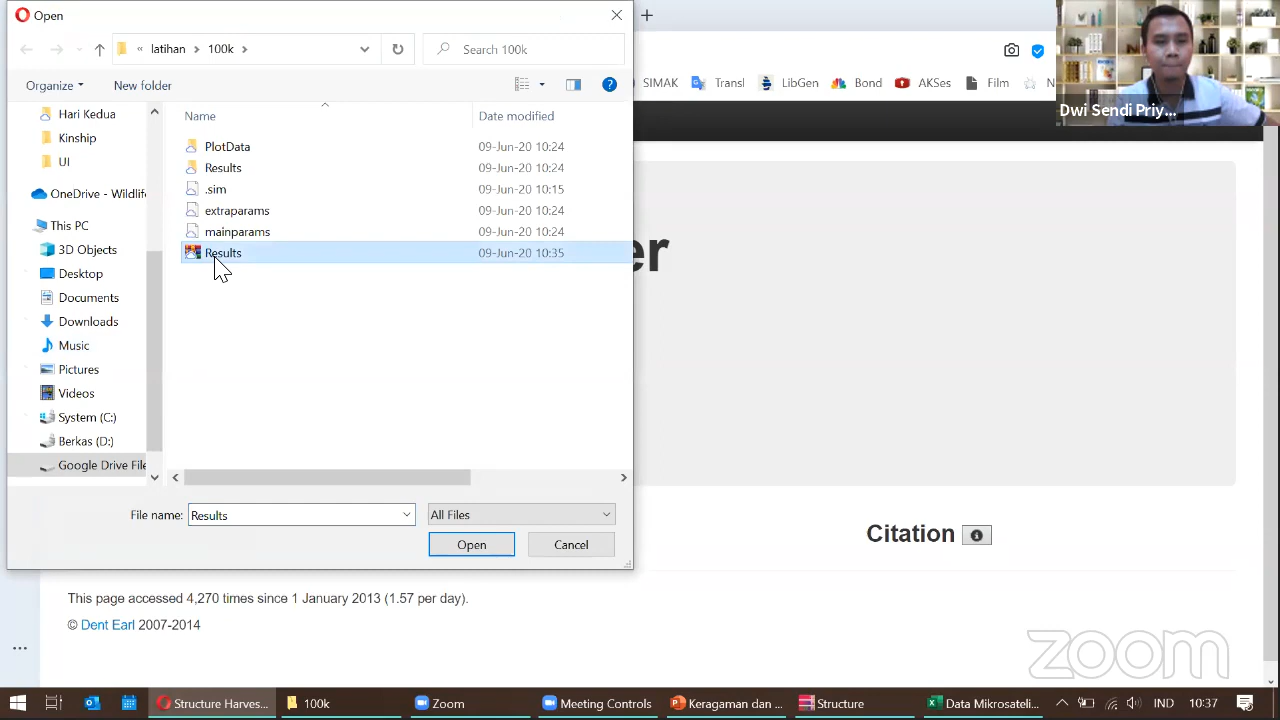 Open
« latihan › 100k ›
Search 100k
Organize
New folder
SIMAK
Transl
LibGen
Bond
AKSes
Film
N
Dwi Sendi Priy...
Hari Kedua
Kinship
UI
OneDrive - Wildlif
This PC
3D Objects
Desktop
Documents
Downloads
Music
Pictures
Videos
System (C:)
Berkas (D:)
Google Drive File
Name
Date modified
PlotData
09-Jun-20 10:24
Results
09-Jun-20 10:24
.sim
09-Jun-20 10:15
extraparams
09-Jun-20 10:24
mainparams
09-Jun-20 10:24
Results
09-Jun-20 10:35
er
File name:
Results
All Files
Open
Cancel
Citation
This page accessed 4,270 times since 1 January 2013 (1.57 per day).
© Dent Earl 2007-2014
zoom
Structure Harves...
100k
Zoom
Meeting Controls
Keragaman dan ...
Structure
Data Mikrosateli...
IND
10:37